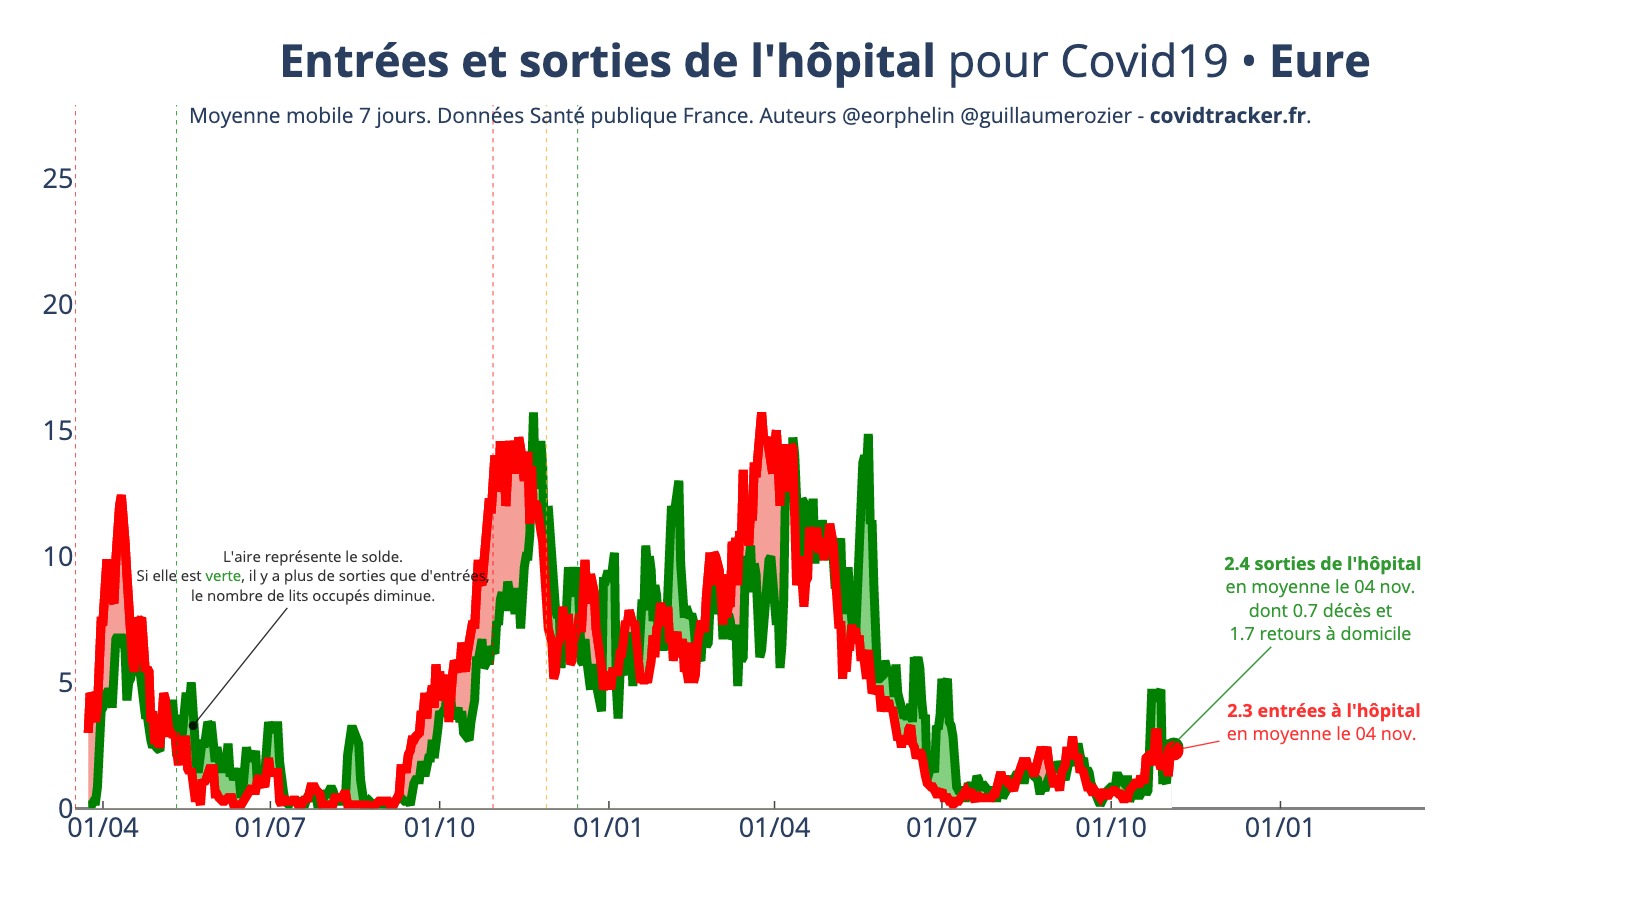 Entrées et sorties de l'hôpital pour Covid19 • Eure
Moyenne mobile 7 jours. Données Santé publique France. Auteurs @eorphelin @guillaumerozier - covidtracker.fr.
25
20
15
10
5
0
L'aire représente le solde.
Si elle est verte, il y a plus de sorties que d'entrées,
le nombre de lits occupés diminue.
2.4 sorties de l'hôpital
en moyenne le 04 nov.
dont 0.7 décès et
1.7 retours à domicile
2.3 entrées à l'hôpital
en moyenne le 04 nov.
01/04 01/07 01/10 01/01 01/04 01/07 01/10 01/01